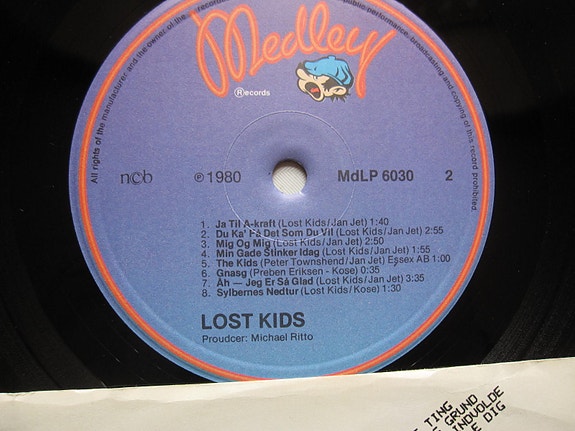 All rights of the manufacturer and of the owner of the recorded
public performance, broadcasting and copying of this record prohibited.
Medley
Records
ncb
℗ 1980
MdLP 6030
2
1. Ja Til A-kraft (Lost Kids/Jan Jet) 1:40
2. Du Ka' Få Det Som Du Vil (Lost Kids/Jan Jet) 2:55
3. Mig Og Mig (Lost Kids/Jan Jet) 2:50
4. Min Gade Stinker Idag (Lost Kids/Jan Jet) 1:55
5. The Kids (Peter Townshend/Jan Jet) Essex AB 1:00
6. Gnasg (Preben Eriksen - Kose) 0:35
7. Åh — Jeg Er Så Glad (Lost Kids/Jan Jet) 1:35
8. Sylbernes Nedtur (Lost Kids/Kose) 1:30
LOST KIDS
Proudcer: Michael Ritto
TING
GRUND
INDVOLDE
DIG